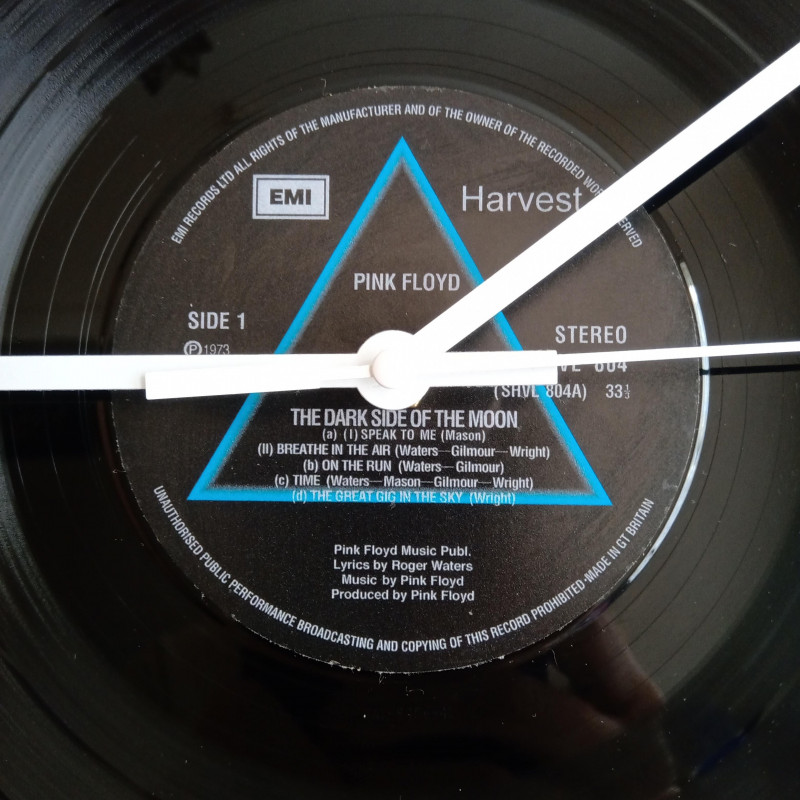 EMI RECORDS LTD ALL RIGHTS OF THE MANUFACTURER AND OF THE OWNER OF THE RECORDED
EMI
Harvest
PINK FLOYD
SIDE 1
STEREO
Ⓟ 1973
804
(SHVL 804A) 33⅓
THE DARK SIDE OF THE MOON
(a) (I) SPEAK TO ME (Mason)
(II) BREATHE IN THE AIR (Waters—Gilmour—Wright)
(b) ON THE RUN (Waters—Gilmour)
(c) TIME (Waters—Mason—Gilmour—Wright)
(d) THE GREAT GIG IN THE SKY (Wright)
Pink Floyd Music Publ.
Lyrics by Roger Waters
Music by Pink Floyd
Produced by Pink Floyd
UNAUTHORISED PUBLIC PERFORMANCE BROADCASTING AND COPYING OF THIS RECORD PROHIBITED-MADE IN GT BRITAIN